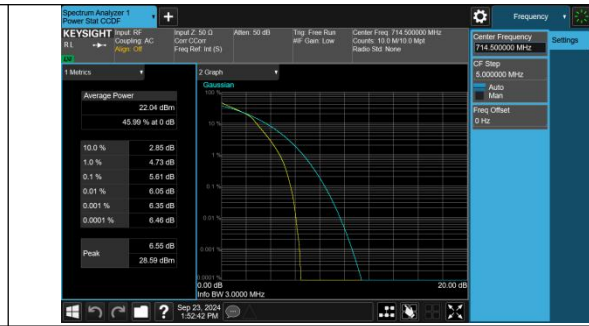 Spectrum Analyzer 1
Power Stat CCDF
Frequency
KEYSIGHT
R L
Input: RF
Coupling: AC
Align: Off
Input Z: 50 Ω
Corr CCorr
Freq Ref: Int (S)
Atten: 50 dB
Trig: Free Run
#IF Gain: Low
Center Freq: 714.500000 MHz
Counts: 10.0 M/10.0 Mpt
Radio Std: None
Center Frequency
714.500000 MHz
Settings
CF Step
5.000000 MHz
Auto
Man
Freq Offset
0 Hz
1 Metrics
Average Power
22.04 dBm
45.99 % at 0 dB
10.0 % 2.85 dB
1.0 % 4.73 dB
0.1 % 5.61 dB
0.01 % 6.05 dB
0.001 % 6.35 dB
0.0001 % 6.46 dB
Peak 6.55 dB
28.59 dBm
2 Graph
Gaussian
100 %
10 %
1 %
0.1 %
0.01 %
0.001 %
0.0001 %
0.00 dB 20.00 dB
Info BW 3.0000 MHz
Sep 23, 2024
1:52:42 PM